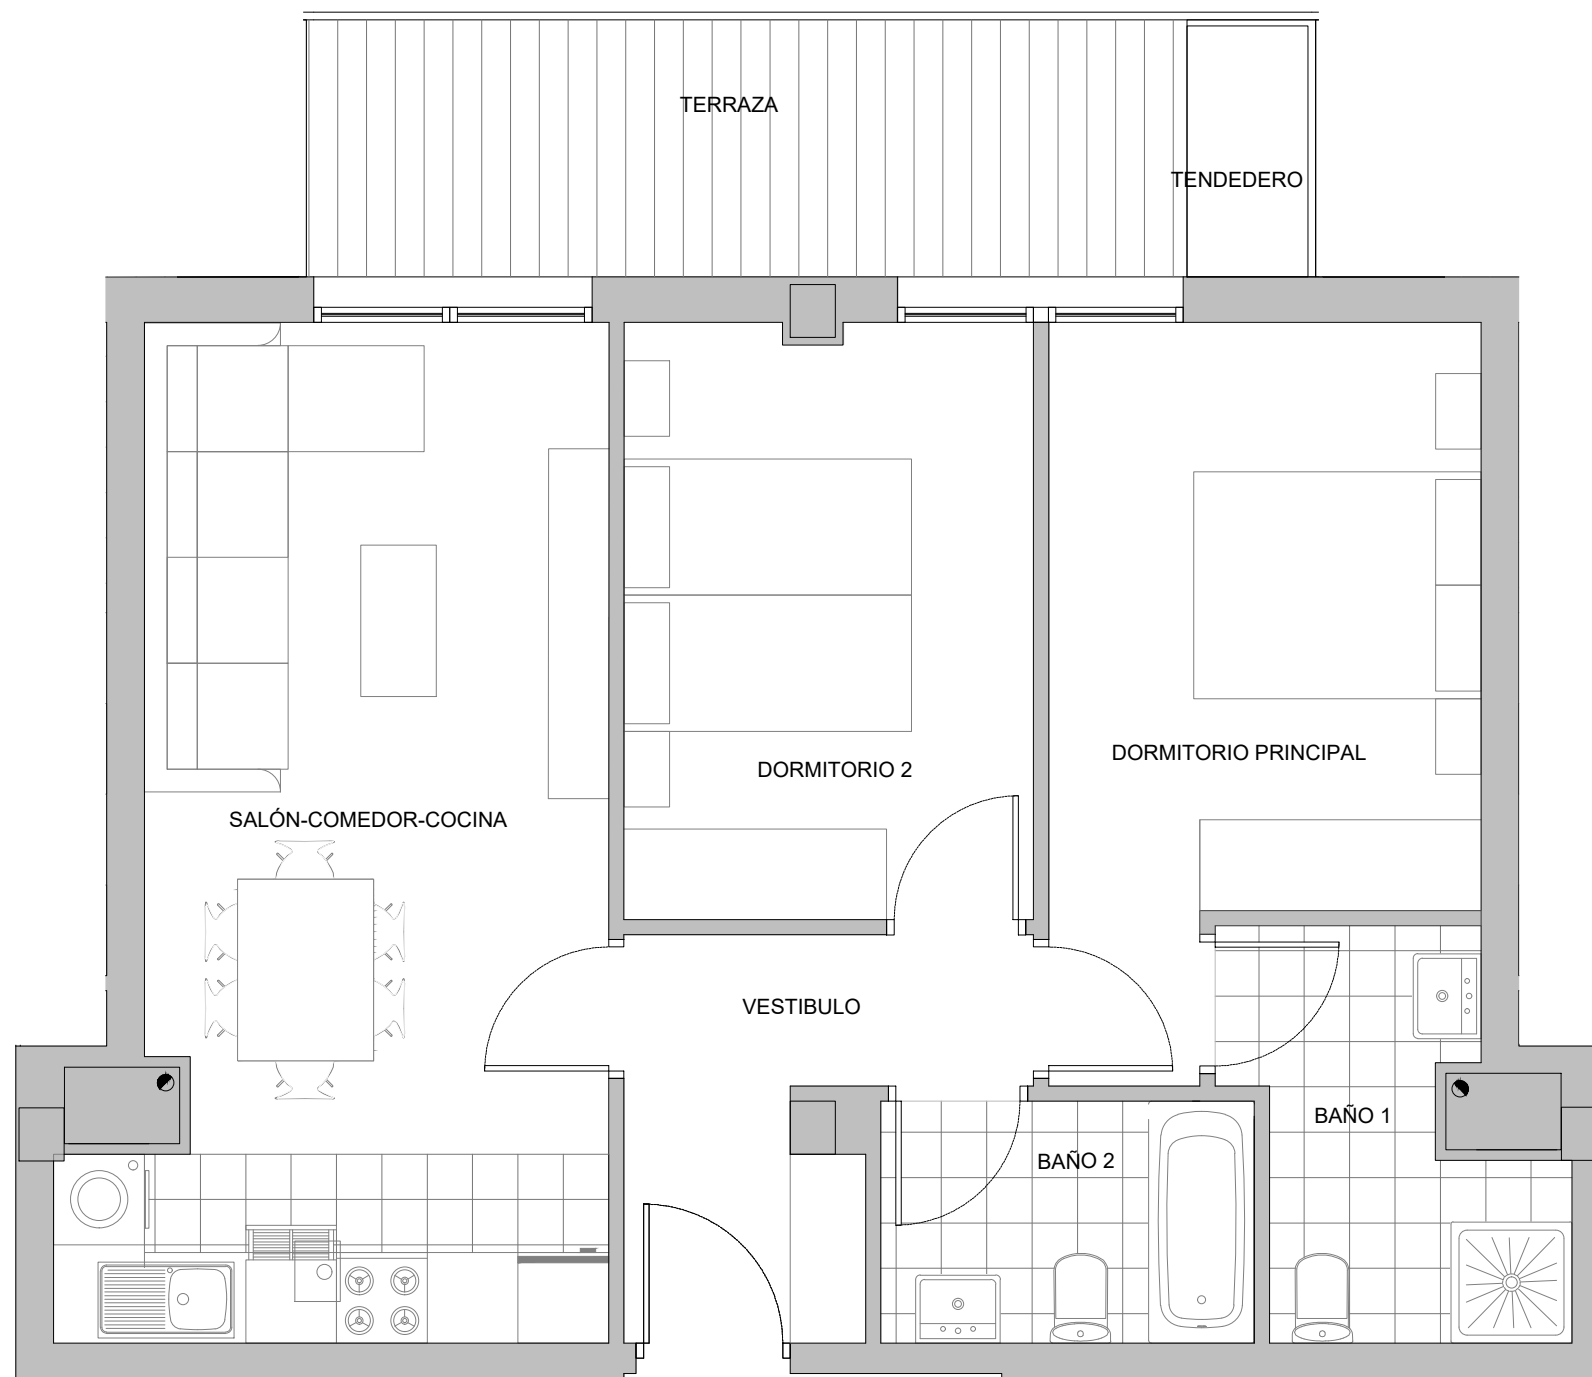 TERRAZA
TENDEDERO
DORMITORIO PRINCIPAL
DORMITORIO 2
SALÓN-COMEDOR-COCINA
VESTIBULO
BAÑO 1
BAÑO 2